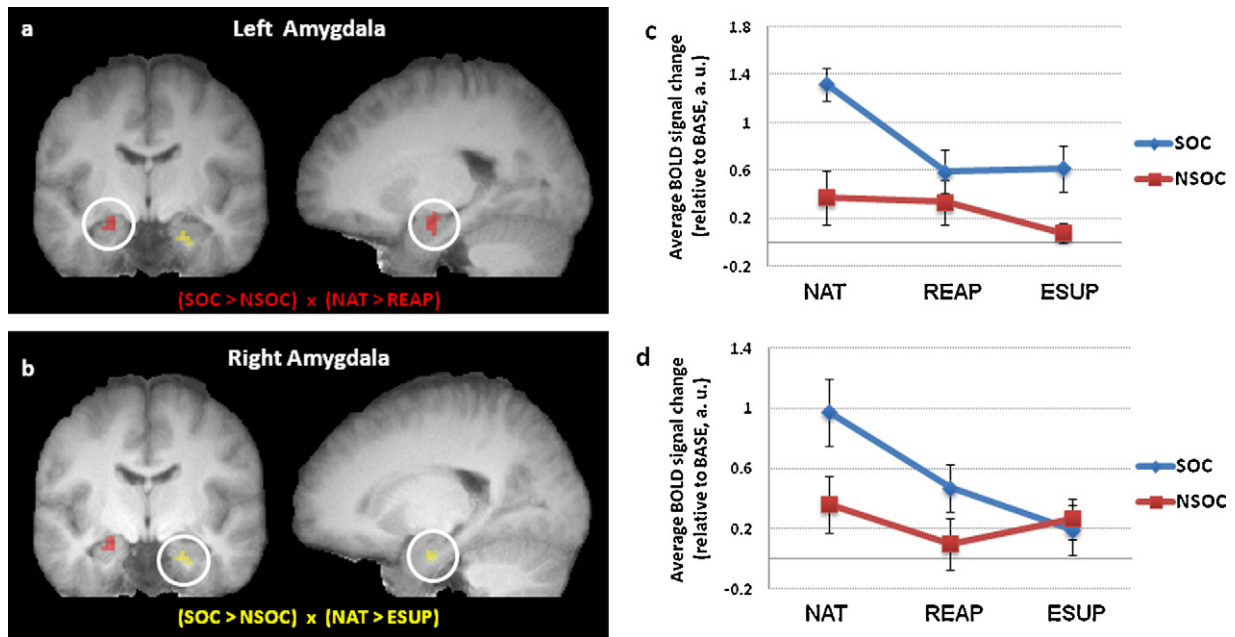 a
Left Amygdala
(SOC > NSOC) x (NAT > REAP)
b
Right Amygdala
(SOC > NSOC) x (NAT > ESUP)
c
Average BOLD signal change
(relative to BASE, a. u.)
1.8
1.4
1
0.6
0.2
-0.2
NAT
REAP
ESUP
SOC
NSOC
d
Average BOLD signal change
(relative to BASE, a. u.)
1.4
1
0.6
0.2
-0.2
NAT
REAP
ESUP
SOC
NSOC